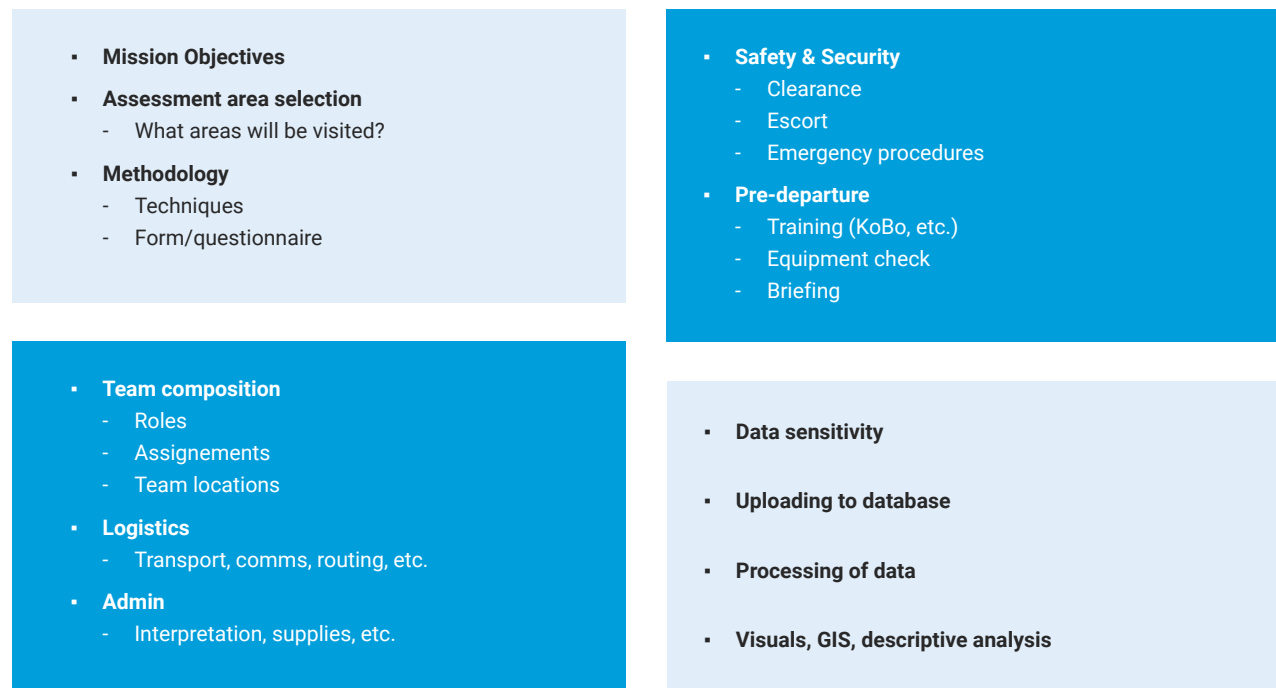 ▪ Mission Objectives
▪ Assessment area selection
- What areas will be visited?
▪ Methodology
- Techniques
- Form/questionnaire
▪ Team composition
- Roles
- Assignements
- Team locations
▪ Logistics
- Transport, comms, routing, etc.
▪ Admin
- Interpretation, supplies, etc.
▪ Safety & Security
- Clearance
- Escort
- Emergency procedures
▪ Pre-departure
- Training (KoBo, etc.)
- Equipment check
- Briefing
▪ Data sensitivity
▪ Uploading to database
▪ Processing of data
▪ Visuals, GIS, descriptive analysis